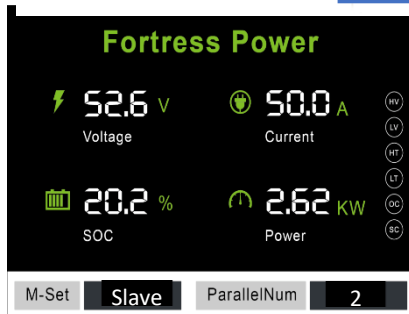 Fortress Power
52.6 V 50.0 A
Voltage Current
HV
LV
HT
LT
20.2 % 2.62 KW
OC
SOC Power
SC
M-Set Slave ParallelNum 2